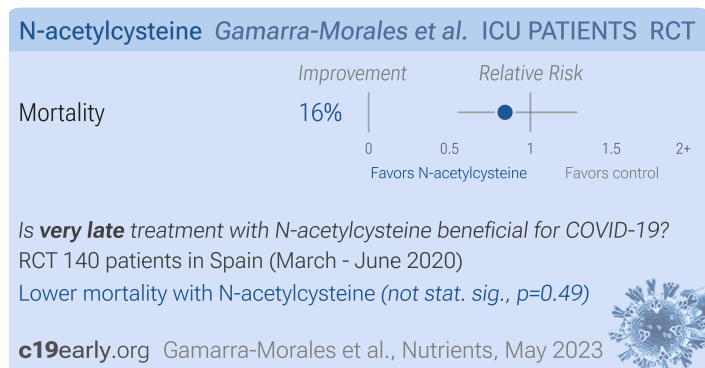 N-acetylcysteine Gamarra-Morales et al. ICU PATIENTS RCT
Improvement Relative Risk
Mortality 16%
0 0.5 1 1.5 2+
Favors N-acetylcysteine Favors control
Is very late treatment with N-acetylcysteine beneficial for COVID-19?
RCT 140 patients in Spain (March - June 2020)
Lower mortality with N-acetylcysteine (not stat. sig., p=0.49)
c19early.org Gamarra-Morales et al., Nutrients, May 2023